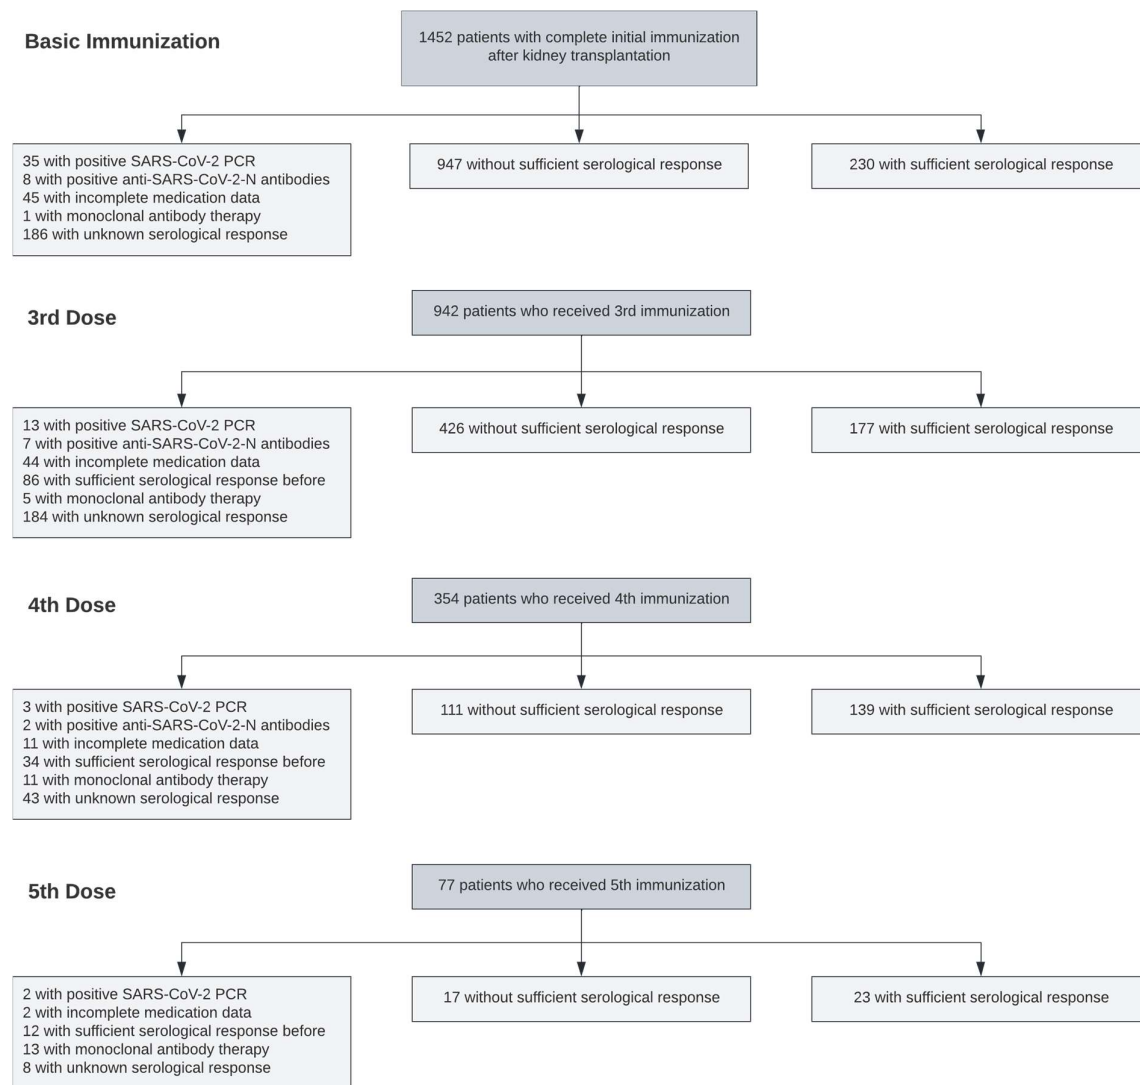 Basic Immunization
1452 patients with complete initial immunization
after kidney transplantation
35 with positive SARS-CoV-2 PCR
8 with positive anti-SARS-CoV-2-N antibodies
45 with incomplete medication data
1 with monoclonal antibody therapy
186 with unknown serological response
947 without sufficient serological response
230 with sufficient serological response
3rd Dose
942 patients who received 3rd immunization
13 with positive SARS-CoV-2 PCR
7 with positive anti-SARS-CoV-2-N antibodies
44 with incomplete medication data
86 with sufficient serological response before
5 with monoclonal antibody therapy
184 with unknown serological response
426 without sufficient serological response
177 with sufficient serological response
4th Dose
354 patients who received 4th immunization
3 with positive SARS-CoV-2 PCR
2 with positive anti-SARS-CoV-2-N antibodies
11 with incomplete medication data
34 with sufficient serological response before
11 with monoclonal antibody therapy
43 with unknown serological response
111 without sufficient serological response
139 with sufficient serological response
5th Dose
77 patients who received 5th immunization
2 with positive SARS-CoV-2 PCR
2 with incomplete medication data
12 with sufficient serological response before
13 with monoclonal antibody therapy
8 with unknown serological response
17 without sufficient serological response
23 with sufficient serological response